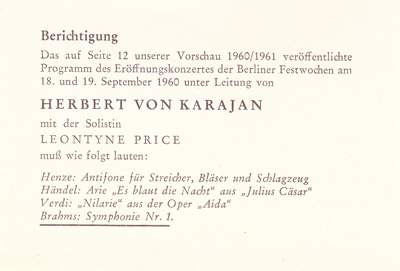 Berichtigung
Das auf Seite 12 unserer Vorschau 1960/1961 veröffentlichte
Programm des Eröffnungskonzertes der Berliner Festwochen am
18. und 19. September 1960 unter Leitung von
HERBERT VON KARAJAN
mit der Solistin
LEONTYNE PRICE
muß wie folgt lauten:
Henze: Antifone für Streicher, Bläser und Schlagzeug
Händel: Arie „Es blaut die Nacht“ aus „Julius Cäsar“
Verdi: „Nilarie“ aus der Oper „Aida“
Brahms: Symphonie Nr. 1.